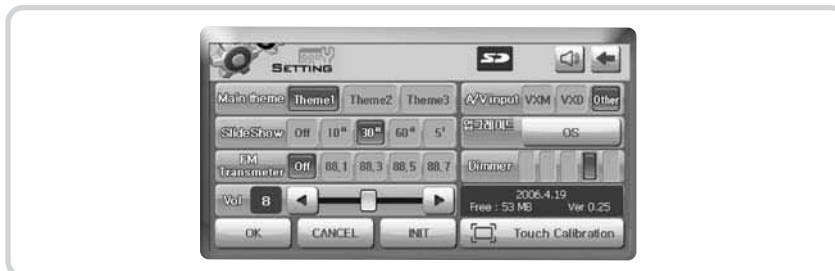 SETTING
SD
Main theme Theme1 Theme2 Theme3
A/V input VXM VXD Other
SlideShow Off 10" 30" 60" 5'
업그레이드 OS
FM Transmeter Off 88,1 88,3 88,5 88,7
Dimmer
Vol 8
2006.4.19
Free : 53 MB Ver 0.25
OK CANCEL INIT
Touch Calibration